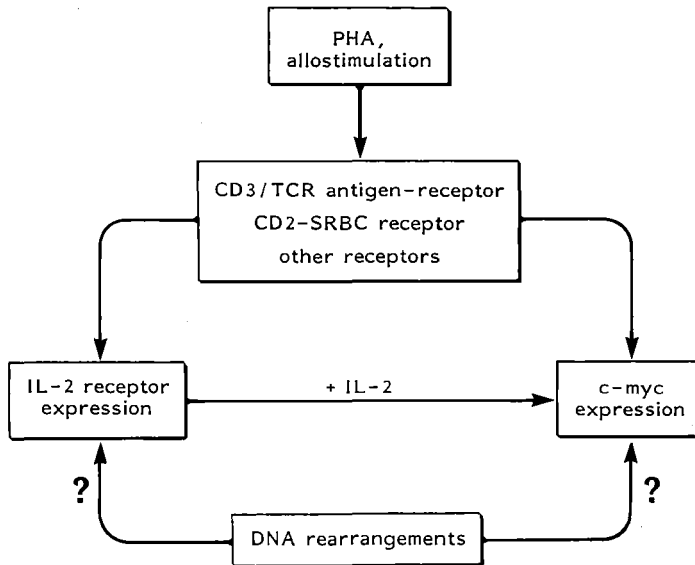 PHA,
allostimulation
CD3/TCR antigen-receptor
CD2-SRBC receptor
other receptors
IL-2 receptor
expression
+ IL-2
c-myc
expression
?
?
DNA rearrangements